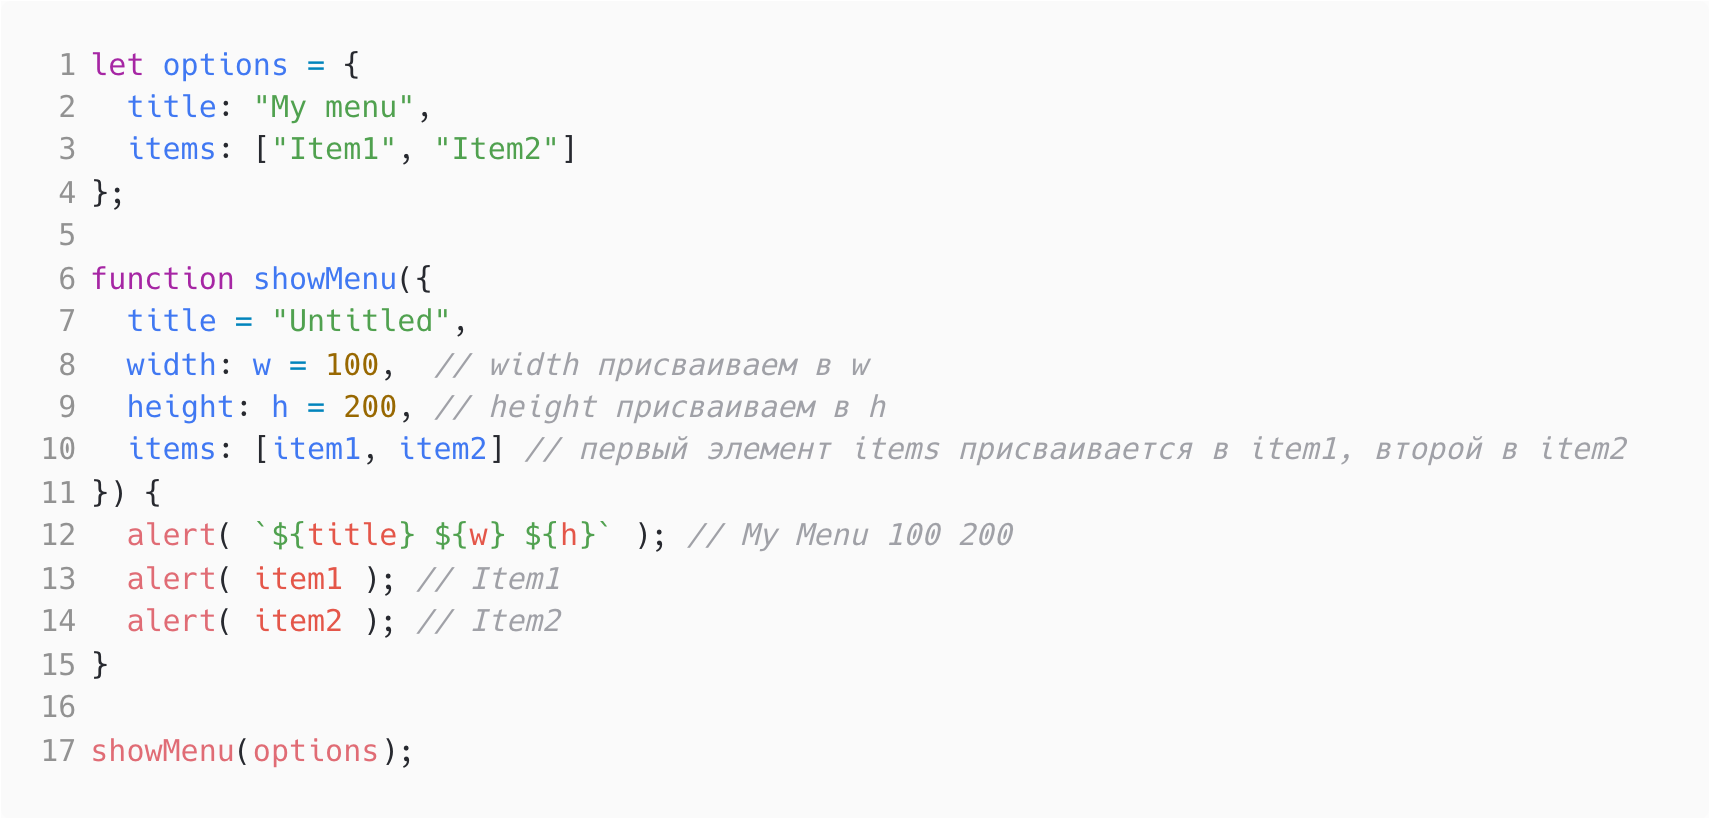 1 let options = {
2   title: "My menu",
3   items: ["Item1", "Item2"]
4 };
5
6 function showMenu({
7   title = "Untitled",
8   width: w = 100,  // width присваиваем в w
9   height: h = 200, // height присваиваем в h
10   items: [item1, item2] // первый элемент items присваивается в item1, второй в item2
11 }) {
12   alert( `${title} ${w} ${h}` ); // My Menu 100 200
13   alert( item1 ); // Item1
14   alert( item2 ); // Item2
15 }
16
17 showMenu(options);